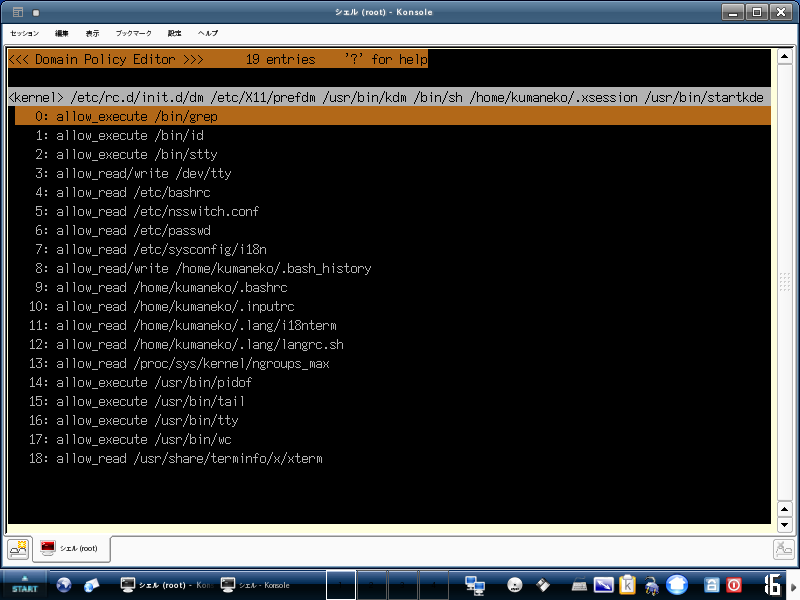 シェル (root) - Konsole
セッション 編集 表示 ブックマーク 設定 ヘルプ
<<< Domain Policy Editor >>> 19 entries '?' for help
<kernel> /etc/rc.d/init.d/dm /etc/X11/prefdm /usr/bin/kdm /bin/sh /home/kumaneko/.xsession /usr/bin/startkde
0: allow_execute /bin/grep
1: allow_execute /bin/id
2: allow_execute /bin/stty
3: allow_read/write /dev/tty
4: allow_read /etc/bashrc
5: allow_read /etc/nsswitch.conf
6: allow_read /etc/passwd
7: allow_read /etc/sysconfig/i18n
8: allow_read/write /home/kumaneko/.bash_history
9: allow_read /home/kumaneko/.bashrc
10: allow_read /home/kumaneko/.inputrc
11: allow_read /home/kumaneko/.lang/i18nterm
12: allow_read /home/kumaneko/.lang/langrc.sh
13: allow_read /proc/sys/kernel/ngroups_max
14: allow_execute /usr/bin/pidof
15: allow_execute /usr/bin/tail
16: allow_execute /usr/bin/tty
17: allow_execute /usr/bin/wc
18: allow_read /usr/share/terminfo/x/xterm
シェル (root)
START シェル (root) - Kon シェル - Konsole 16